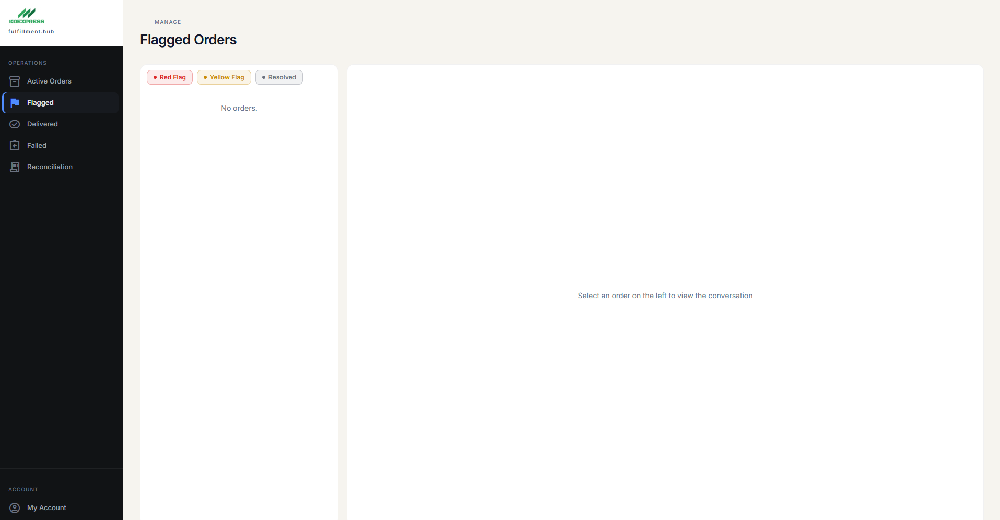 KDEXPRESS
fulfillment.hub
OPERATIONS
Active Orders
Flagged
Delivered
Failed
Reconciliation
ACCOUNT
My Account
MANAGE
Flagged Orders
Red Flag
Yellow Flag
Resolved
No orders.
Select an order on the left to view the conversation